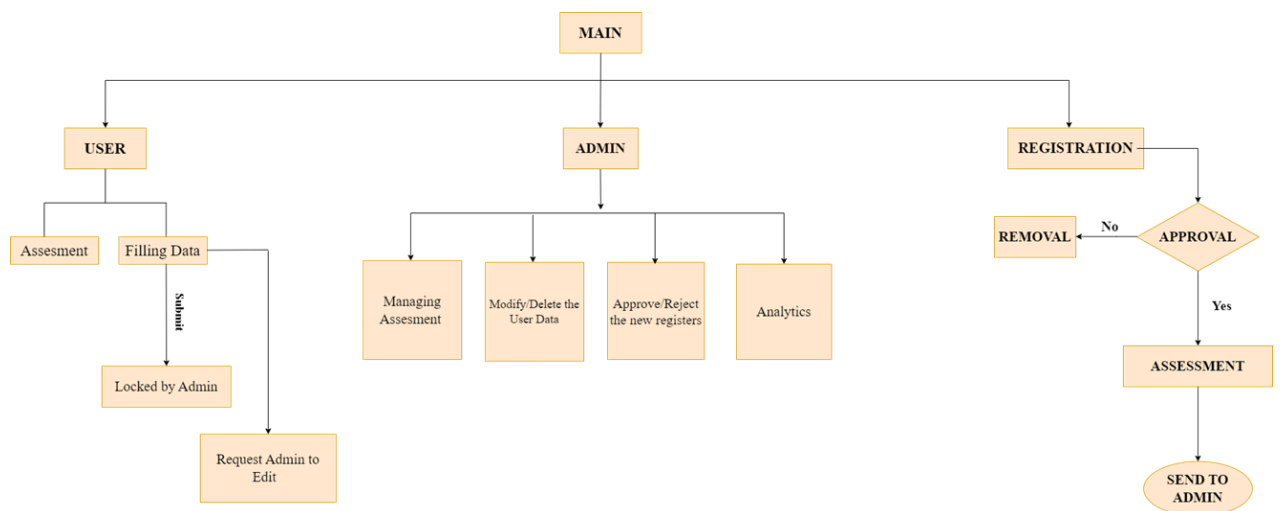 MAIN
USER
ADMIN
REGISTRATION
Assesment
Filling Data
REMOVAL
No
APPROVAL
Submit
Managing
Assesment
Modify/Delete the
User Data
Approve/Reject
the new registers
Analytics
Yes
Locked by Admin
ASSESSMENT
Request Admin to
Edit
SEND TO
ADMIN